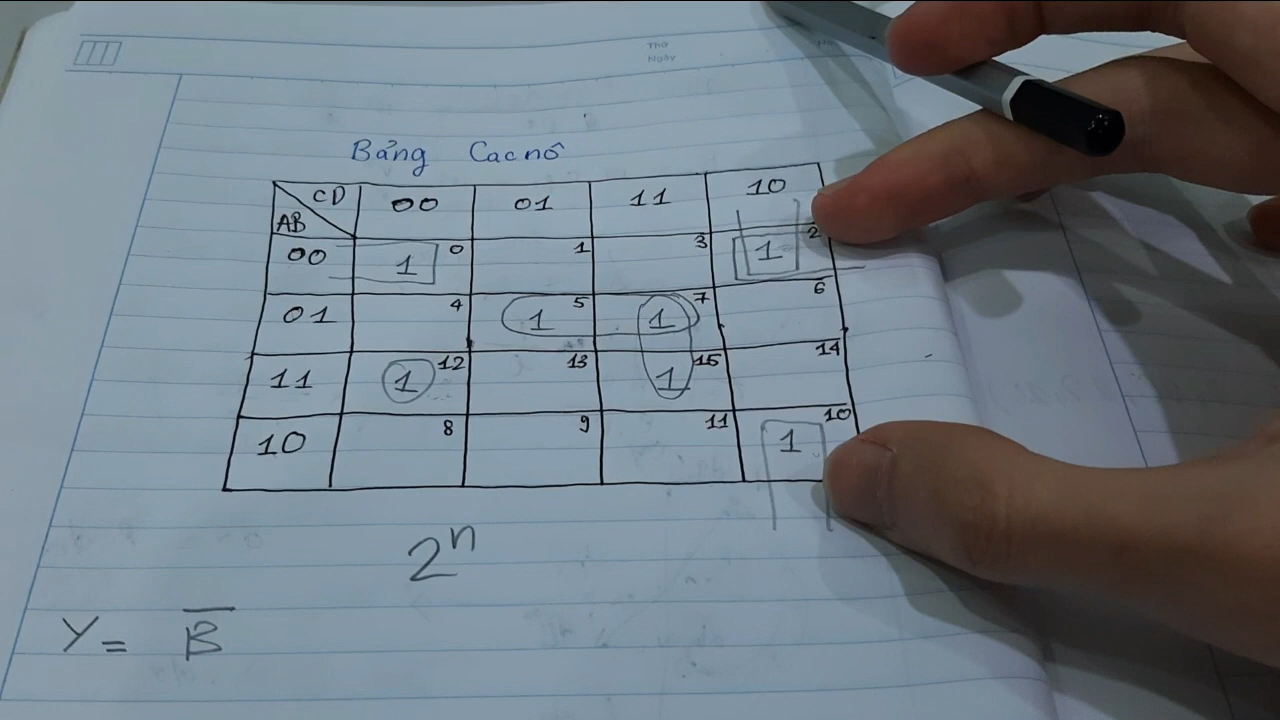 Thứ
Ngày
Bảng Cacnô
CD 00 01 11 10
AB
00 1 0 1 3 1 2
01 4 1 5 1 7 6
11 1 12 13 1 15 14
10 8 9 11 1 10
2ⁿ
Y = B̅